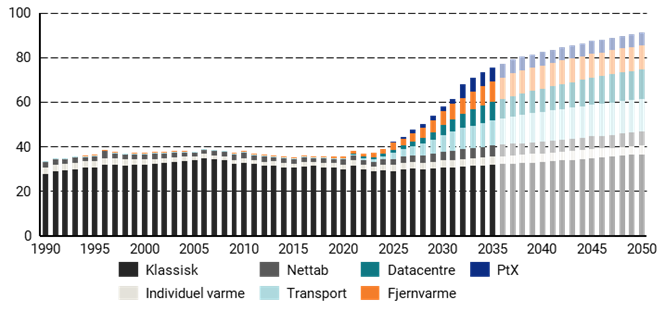 100
80
60
40
20
0
1990 1995 2000 2005 2010 2015 2020 2025 2030 2035 2040 2045 2050
Klassisk Nettab Datacentre PtX
Individuel varme Transport Fjernvarme